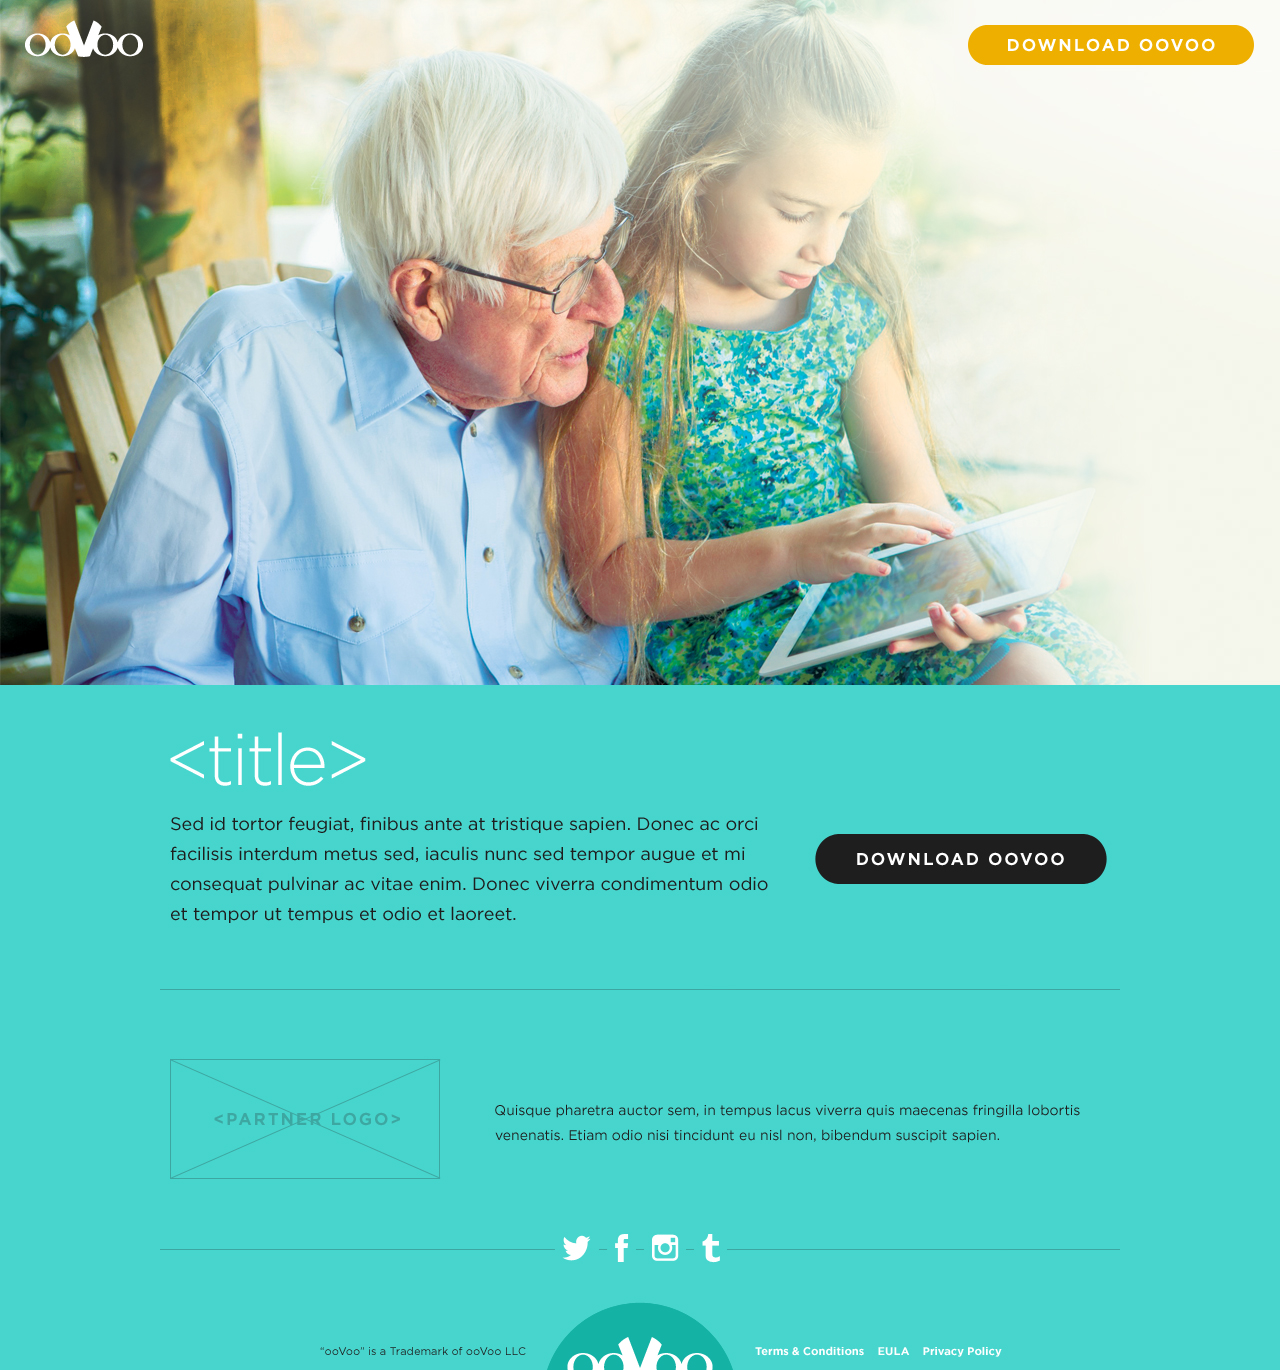 ooVoo
DOWNLOAD OOVOO
<title>
Sed id tortor feugiat, finibus ante at tristique sapien. Donec ac orci
facilisis interdum metus sed, iaculis nunc sed tempor augue et mi
consequat pulvinar ac vitae enim. Donec viverra condimentum odio
et tempor ut tempus et odio et laoreet.
DOWNLOAD OOVOO
<PARTNER LOGO>
Quisque pharetra auctor sem, in tempus lacus viverra quis maecenas fringilla lobortis
venenatis. Etiam odio nisi tincidunt eu nisl non, bibendum suscipit sapien.
“ooVoo” is a Trademark of ooVoo LLC
ooVoo
Terms & Conditions EULA Privacy Policy